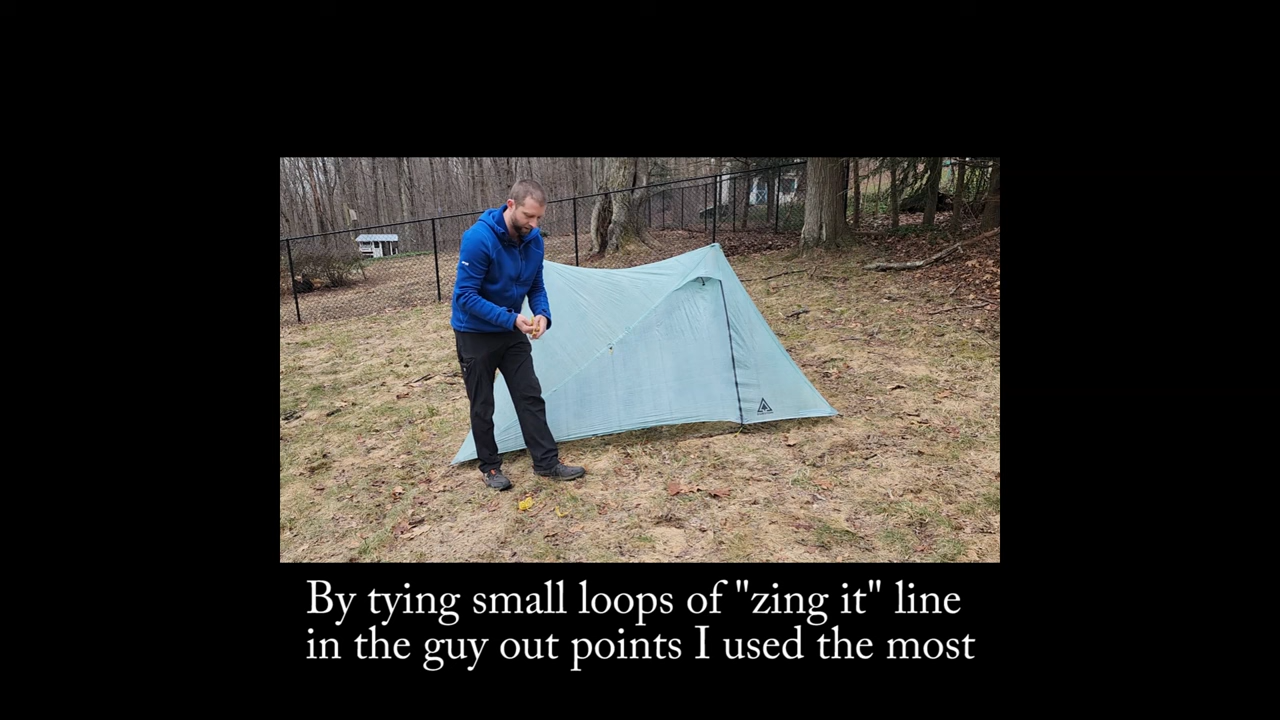 By tying small loops of "zing it" line
in the guy out points I used the most